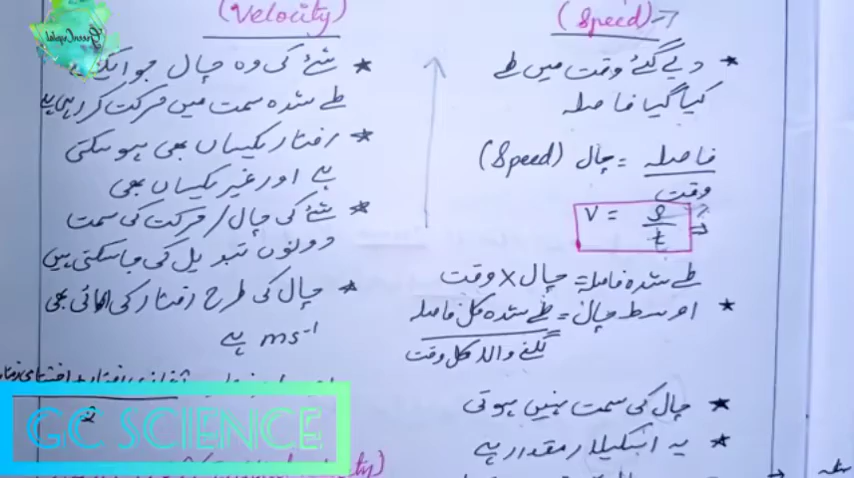 (Speed)
دیے گئے وقت میں طے
کیا گیا فاصلہ
فاصلہ = چال (Speed)
وقت
V = S
t
طے شدہ فاصلہ = چال X وقت
اوسط چال = طے شدہ کل فاصلہ
لگنے والا کل وقت
چال کی سمت نہیں ہوتی
یہ اسکیلار مقدار ہے
(Velocity)
شئے کی وہ چال جو ایک
طے شدہ سمت میں حرکت کر رہی ہے
رفتار یکساں بھی ہو سکتی
ہے اور غیر یکساں بھی
شئے کی چال / حرکت کی سمت
دونوں تبدیل کی جا سکتی ہیں
چال کی طرح رفتار کی اکائی بھی
ms⁻¹ ہے
2
GC SCIENCE